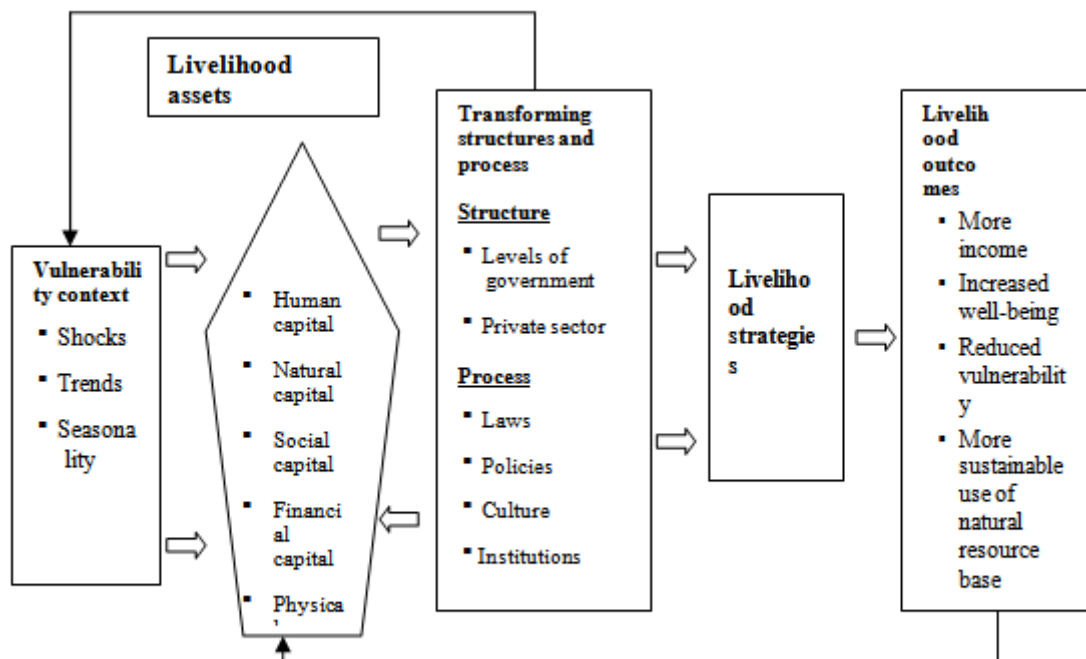 Livelihood
assets
Vulnerabili
ty context
▪ Shocks
▪ Trends
▪ Seasona
lity
▪ Human
capital
▪ Natural
capital
▪ Social
capital
▪ Financi
al
capital
▪ Physica
Transforming
structures and
process
Structure
▪ Levels of
government
▪ Private sector
Process
▪ Laws
▪ Policies
▪ Culture
▪ Institutions
Liveliho
od
strategie
s
Livelih
ood
outco
mes
▪ More
income
▪ Increased
well-being
▪ Reduced
vulnerabilit
y
▪ More
sustainable
use of
natural
resource
base